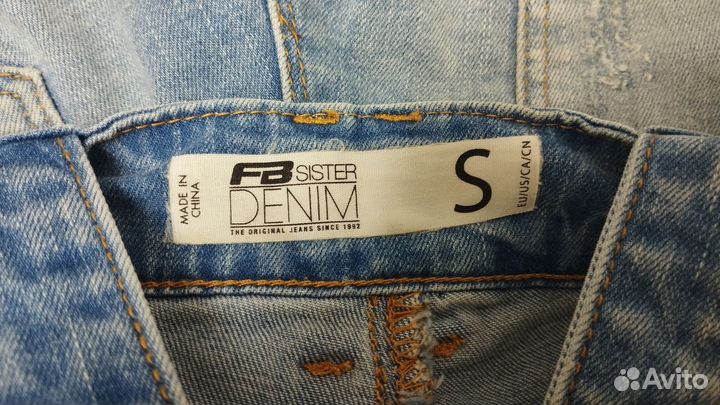 MADE IN
CHINA
FB SISTER
DENIM
THE ORIGINAL JEANS SINCE 1992
S
EU/US/CA/CN
Avito